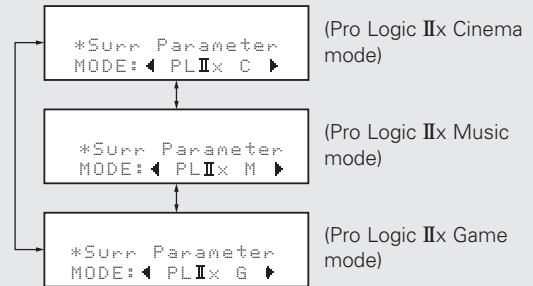 *Surr Parameter
MODE:◀ PLⅡx C ▶
(Pro Logic Ⅱx Cinema
mode)
*Surr Parameter
MODE:◀ PLⅡx M ▶
(Pro Logic Ⅱx Music
mode)
*Surr Parameter
MODE:◀ PLⅡx G ▶
(Pro Logic Ⅱx Game
mode)